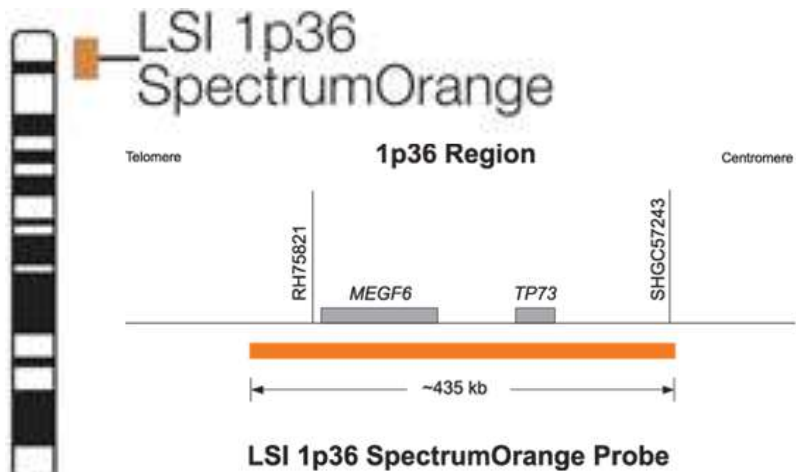 LSI 1p36
SpectrumOrange
Telomere
1p36 Region
Centromere
RH75821
MEGF6
TP73
SHGC57243
~435 kb
LSI 1p36 SpectrumOrange Probe